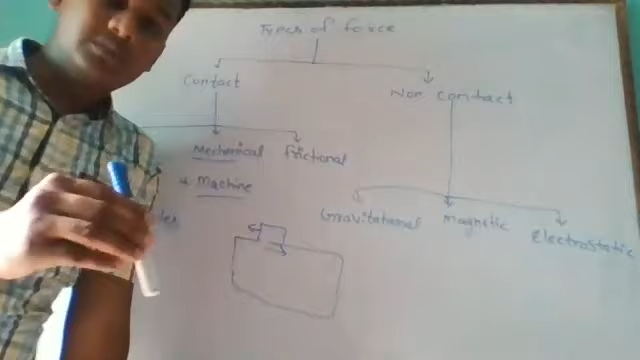 Types of force
Contact
Non contact
Mechanical frictional
Machine
Gravitational Magnetic Electrostatic